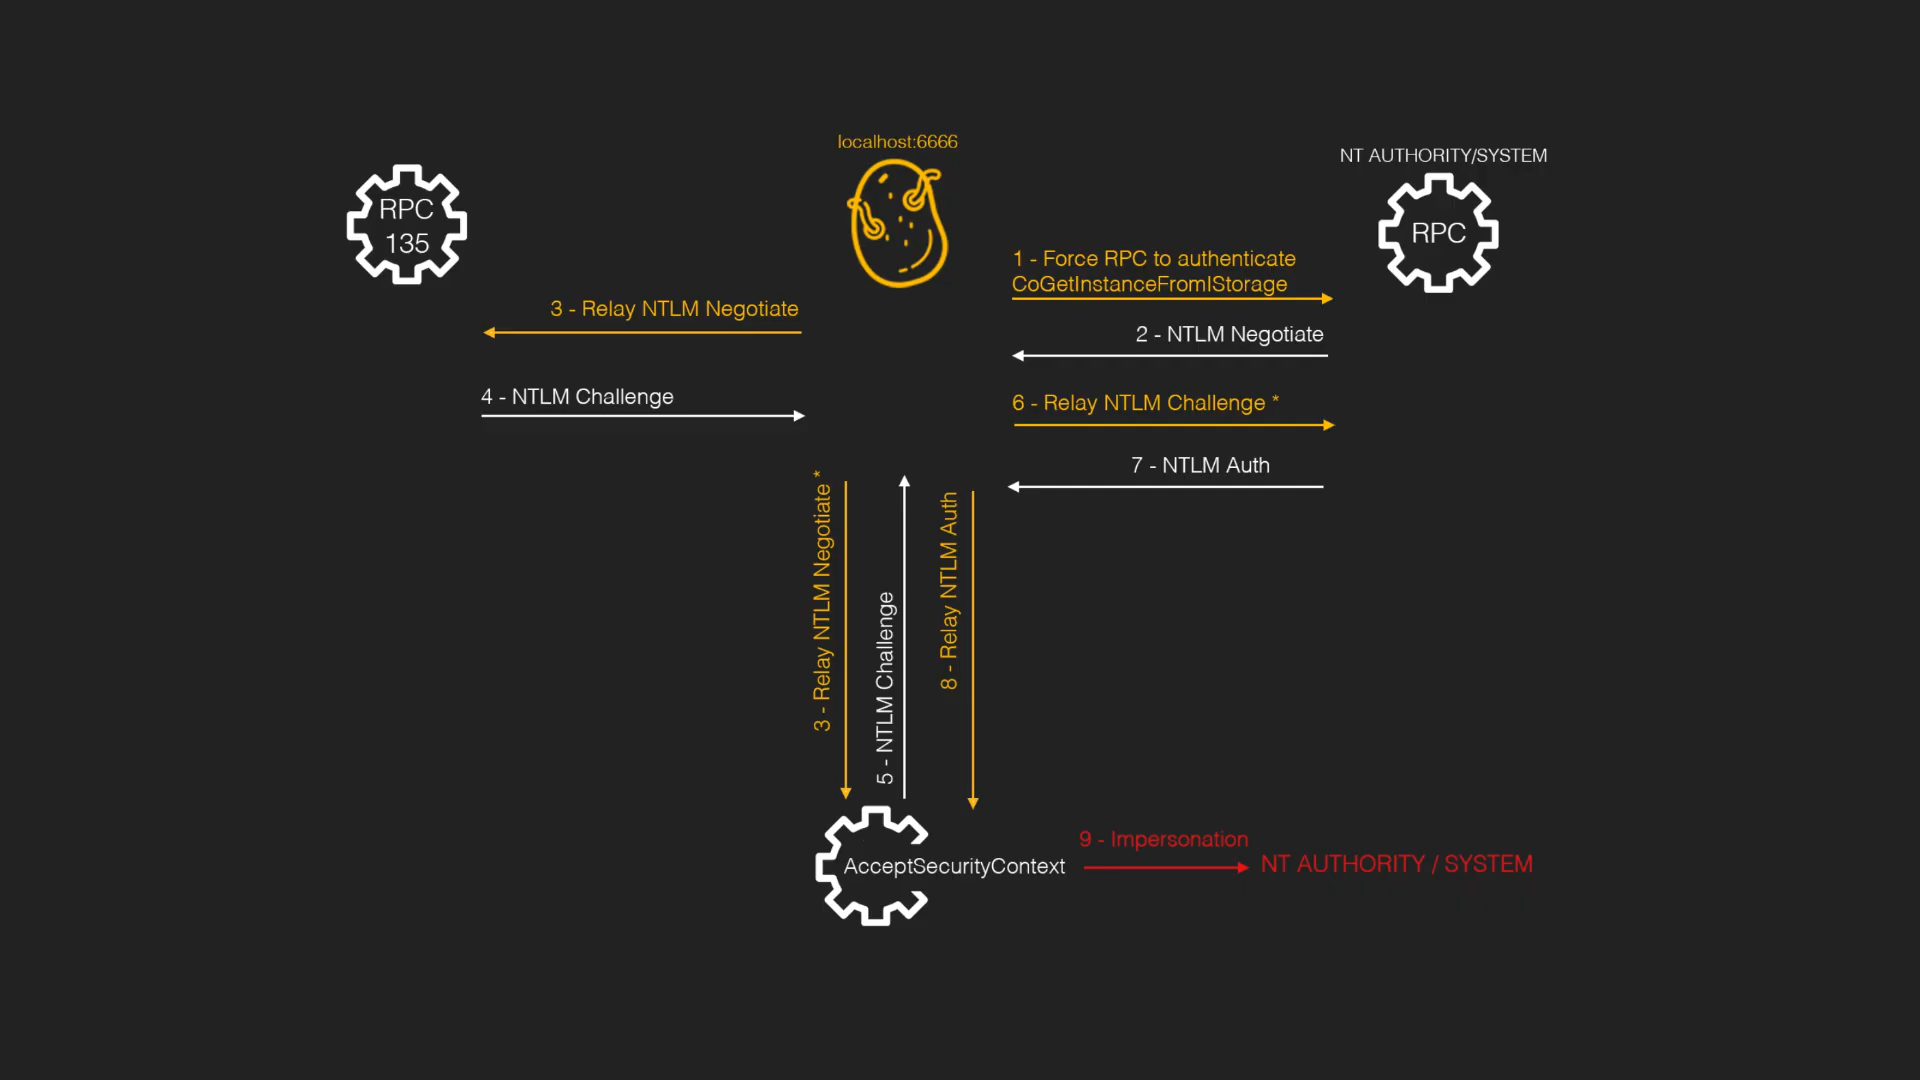 localhost:6666
NT AUTHORITY/SYSTEM
RPC
135
RPC
1 - Force RPC to authenticate
CoGetInstanceFromIStorage
3 - Relay NTLM Negotiate
2 - NTLM Negotiate
4 - NTLM Challenge
6 - Relay NTLM Challenge *
7 - NTLM Auth
3 - Relay NTLM Negotiate *
5 - NTLM Challenge
8 - Relay NTLM Auth
AcceptSecurityContext
9 - Impersonation
NT AUTHORITY / SYSTEM